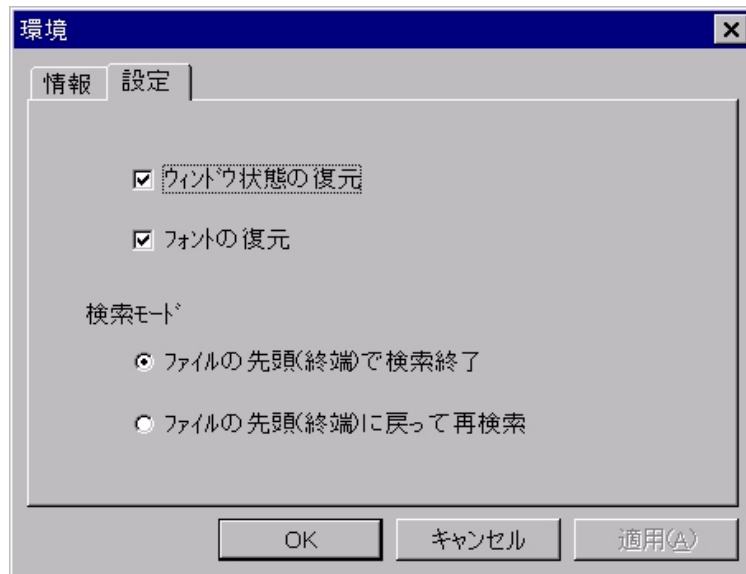 環境
情報 設定
ｳｨﾝﾄﾞｳ状態の復元
ﾌｫﾝﾄの復元
検索ﾓｰﾄﾞ
ﾌｧｲﾙの先頭(終端)で検索終了
ﾌｧｲﾙの先頭(終端)に戻って再検索
OK キャンセル 適用(A)